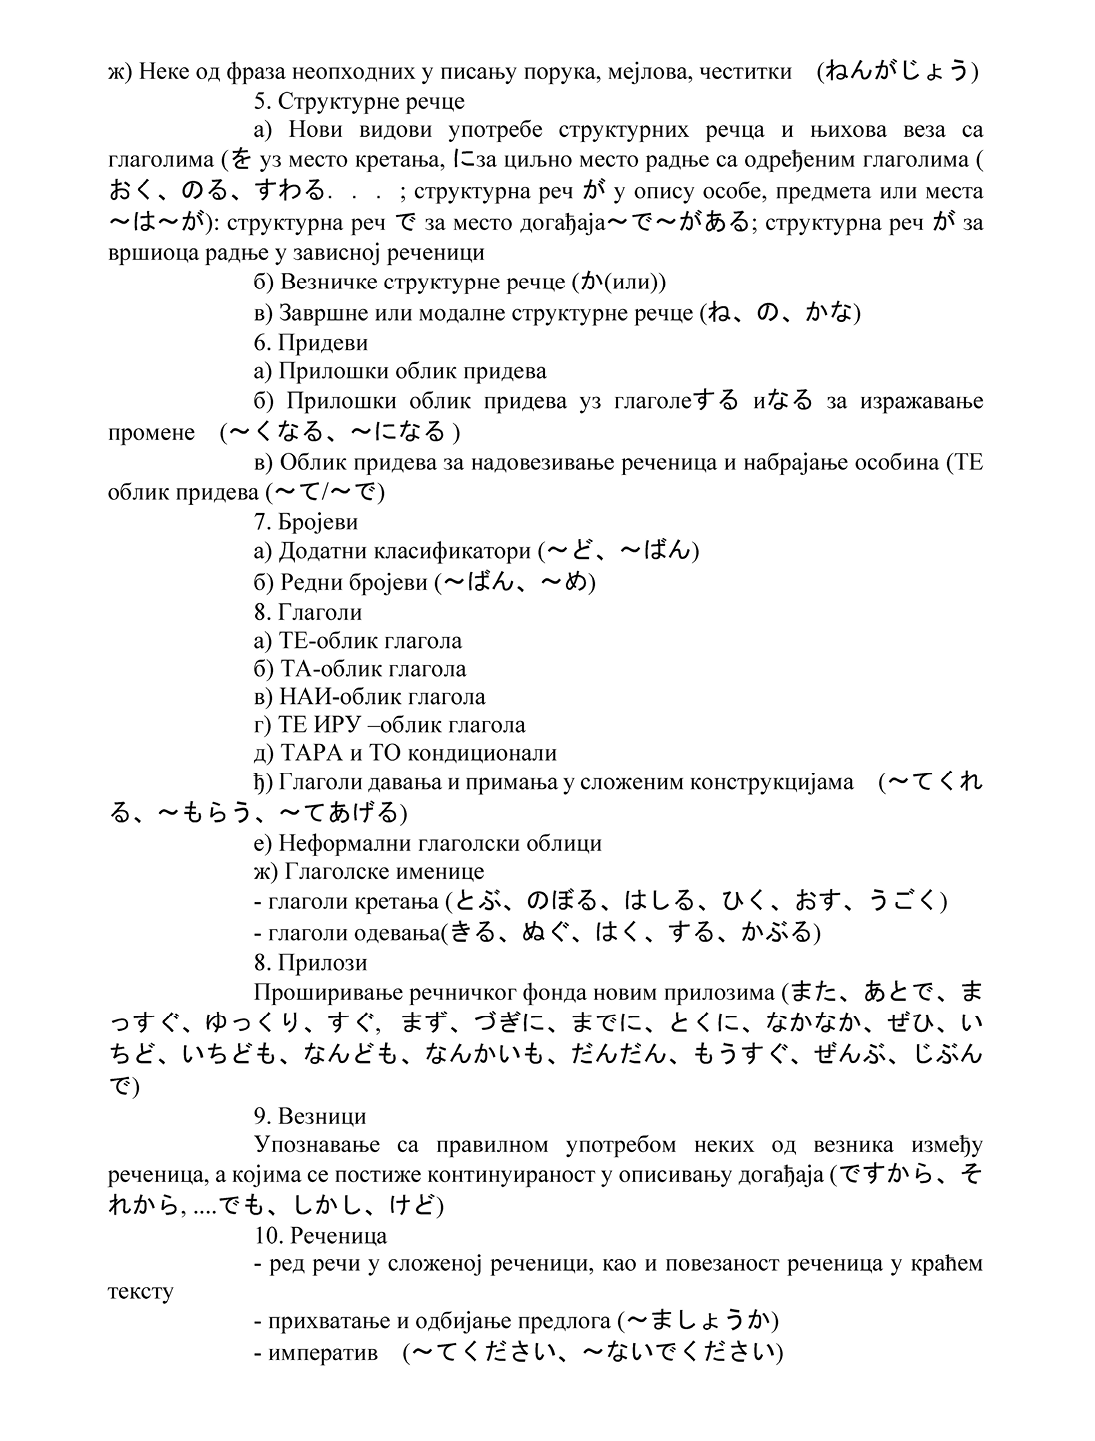 ж) Неке од фраза неопходних у писању порука, мејлова, честитки　(ねんがじょう)
5. Структурне речце
а) Нови видови употребе структурних речца и њихова веза са
глаголима (を уз место кретања, にза циљно место радње са одређеним глаголима (
おく、のる、すわる．．．; структурна реч が у опису особе, предмета или места
～は～が): структурна реч で за место догађаја～で～がある; структурна реч が за
вршиоца радње у зависној реченици
б) Везничке структурне речце (か(или))
в) Завршне или модалне структурне речце (ね、の、かな)
6. Придеви
а) Прилошки облик придева
б) Прилошки облик придева уз глаголеする иなる за изражавање
промене　(～くなる、～になる )
в) Облик придева за надовезивање реченица и набрајање особина (ТЕ
облик придева (～て/～で)
7. Бројеви
а) Додатни класификатори (～ど、～ばん)
б) Редни бројеви (～ばん、～め)
8. Глаголи
а) ТЕ-облик глагола
б) ТА-облик глагола
в) НАИ-облик глагола
г) ТЕ ИРУ –облик глагола
д) ТАРА и ТО кондиционали
ђ) Глаголи давања и примања у сложеним конструкцијама　(～てくれ
る、～もらう、～てあげる)
е) Неформални глаголски облици
ж) Глаголске именице
- глаголи кретања (とぶ、のぼる、はしる、ひく、おす、うごく)
- глаголи одевања(きる、ぬぐ、はく、する、かぶる)
8. Прилози
Проширивање речничког фонда новим прилозима (また、あとで、ま
っすぐ、ゆっくり、すぐ,　まず、づぎに、までに、とくに、なかなか、ぜひ、い
ちど、いちども、なんども、なんかいも、だんだん、もうすぐ、ぜんぶ、じぶん
で)
9. Везници
Упознавање са правилном употребом неких од везника између
реченица, а којима се постиже континуираност у описивању догађаја (ですから、そ
れから, ....でも、しかし、けど)
10. Реченица
- ред речи у сложеној реченици, као и повезаност реченица у краћем
тексту
- прихватање и одбијање предлога (～ましょうか)
- императив　(～てください、～ないでください)